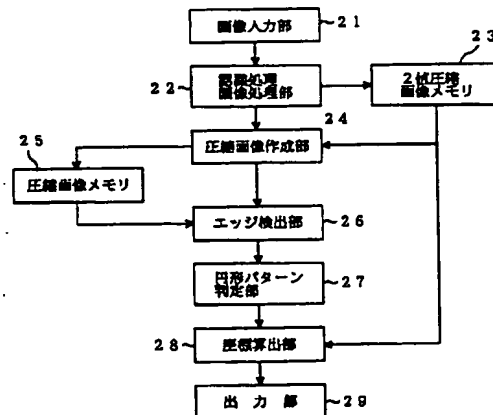 画像入力部
21
22
認識処理
画像処理部
23
2値圧縮
画像メモリ
24
圧縮画像作成部
25
圧縮画像メモリ
エッジ検出部
26
円形パターン
判定部
27
28
座標算出部
出力部
29